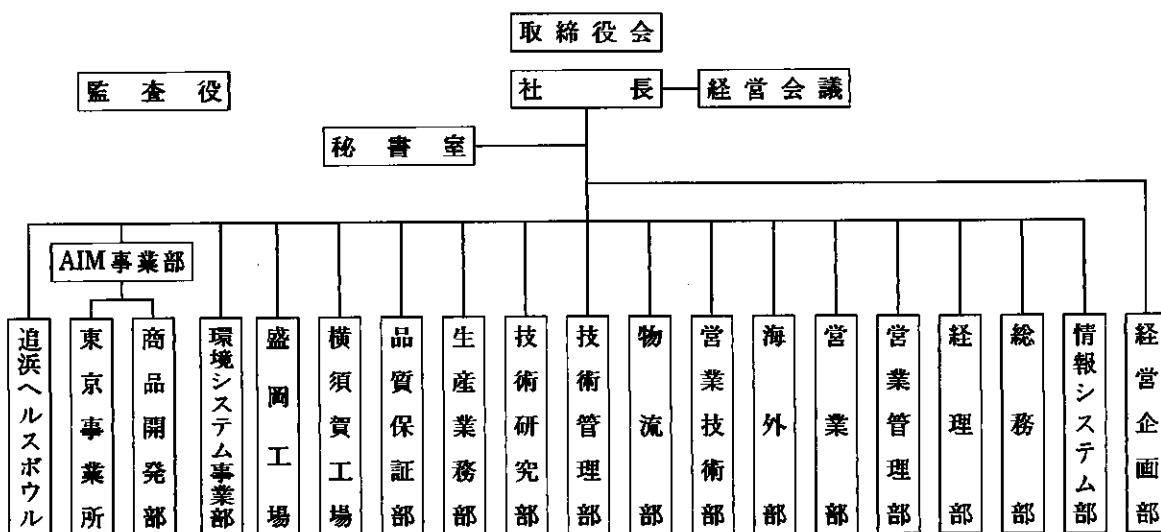 取締役会
監査役
社長
経営会議
秘書室
AIM事業部
追浜ヘルスボウル
東京事業所
商品開発部
環境システム事業部
盛岡工場
横須賀工場
品質保証部
生産業務部
技術研究部
技術管理部
物流部
営業技術部
海外部
営業部
営業管理部
経理部
総務部
情報システム部
経営企画部